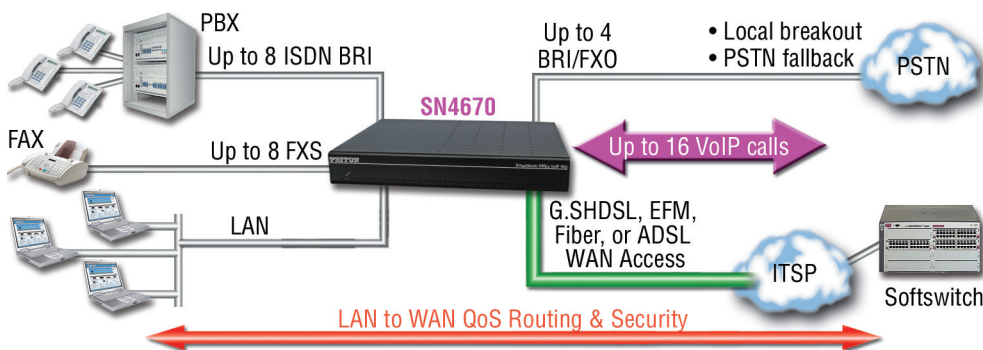 PBX
Up to 8 ISDN BRI
Up to 4
BRI/FXO
• Local breakout
• PSTN fallback
PSTN
SN4670
FAX
Up to 8 FXS
PATTON
Up to 16 VoIP calls
LAN
G.SHDSL, EFM,
Fiber, or ADSL
WAN Access
ITSP
Softswitch
LAN to WAN QoS Routing & Security